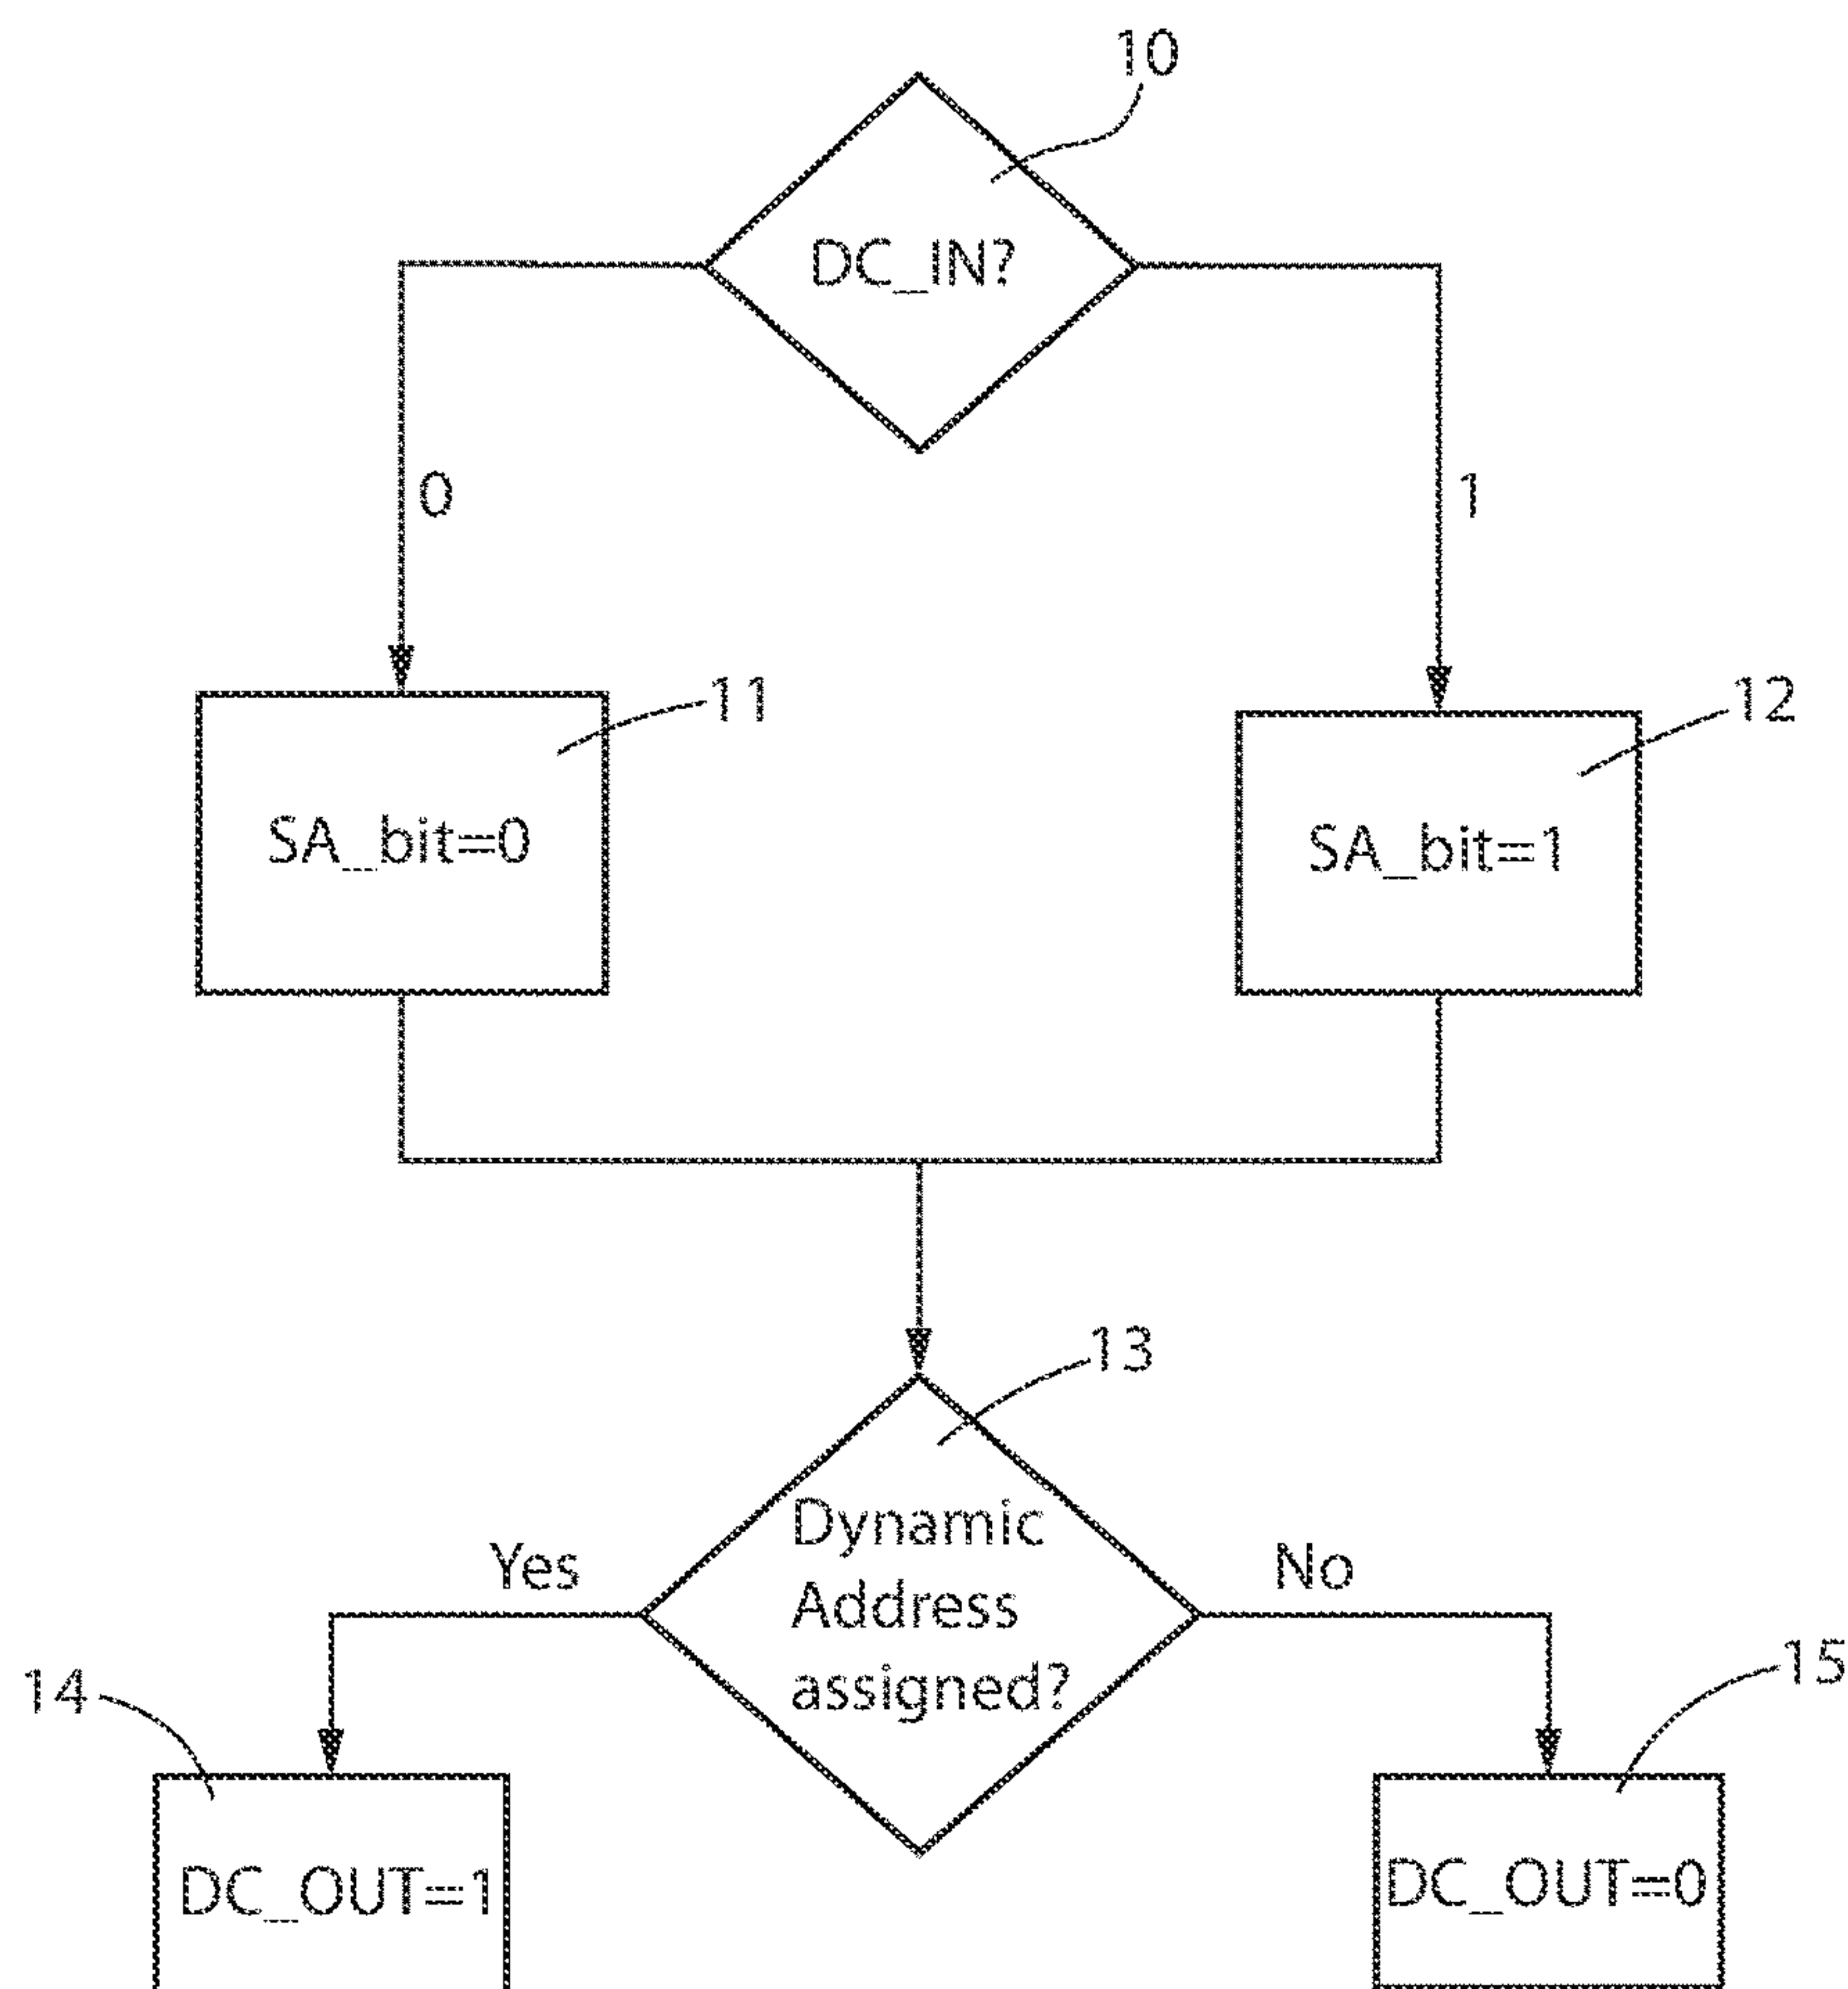 10
DC_IN?
0
1
11
12
SA_bit=0
SA_bit=1
13
Dynamic
Address
assigned?
Yes
No
14
15
DC_OUT=1
DC_OUT=0